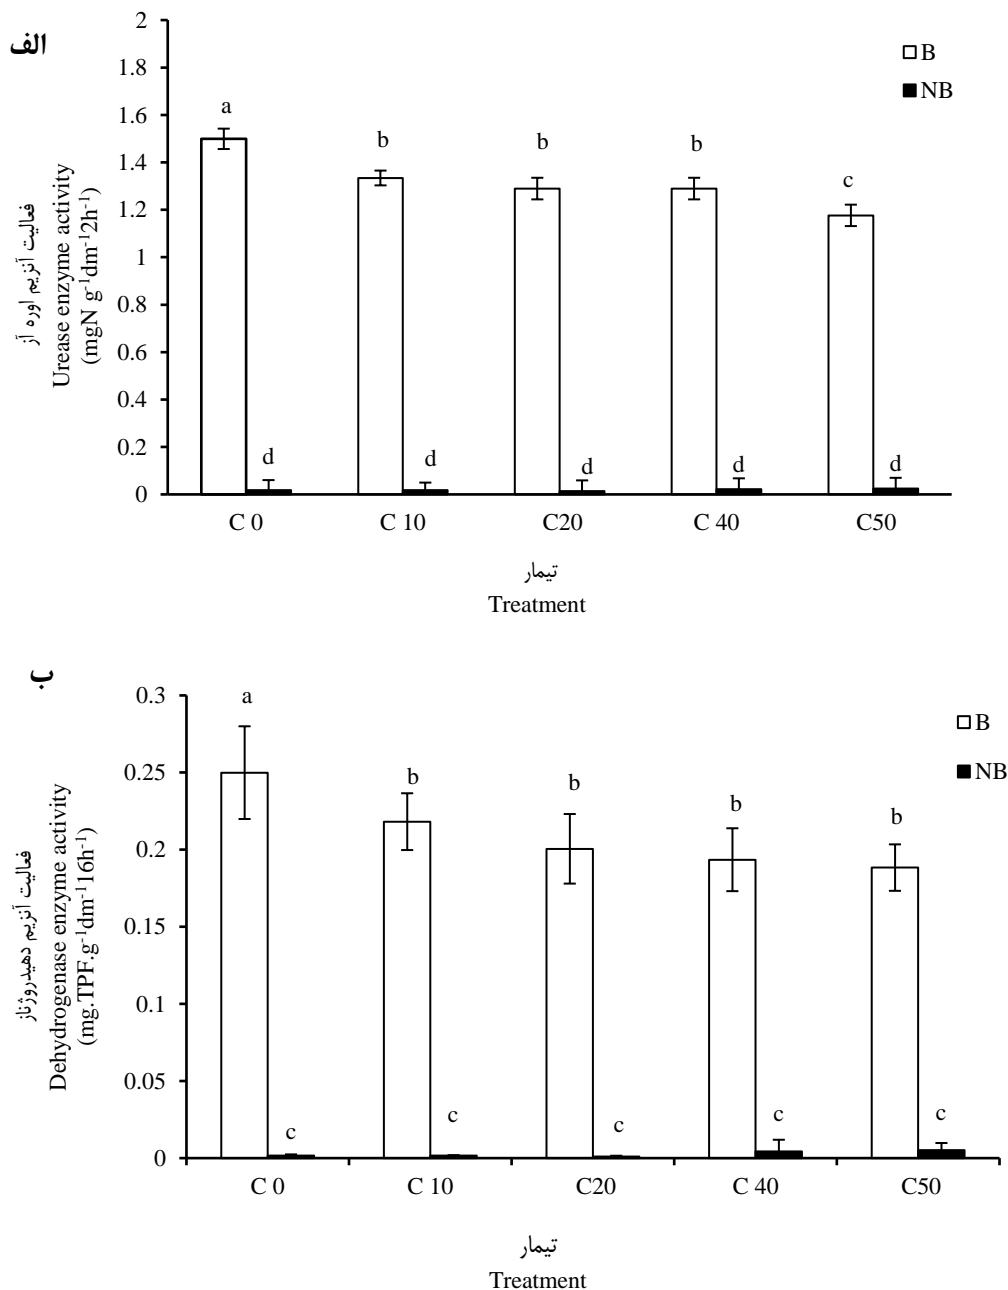 الف
2
1.8
1.6
1.4
1.2
1
0.8
0.6
0.4
0.2
0
فعالیت آنزیم اوره آز
Urease enzyme activity
(mgN g⁻¹dm⁻¹2h⁻¹)
B
NB
a
b
b
b
c
d
d
d
d
d
C 0 C 10 C20 C 40 C50
تیمار
Treatment
ب
0.3
0.25
0.2
0.15
0.1
0.05
0
فعالیت آنزیم دهیدروژناز
Dehydrogenase enzyme activity
(mg.TPF.g⁻¹dm⁻¹16h⁻¹)
B
NB
a
b
b
b
b
c
c
c
c
c
C 0 C 10 C20 C 40 C50
تیمار
Treatment